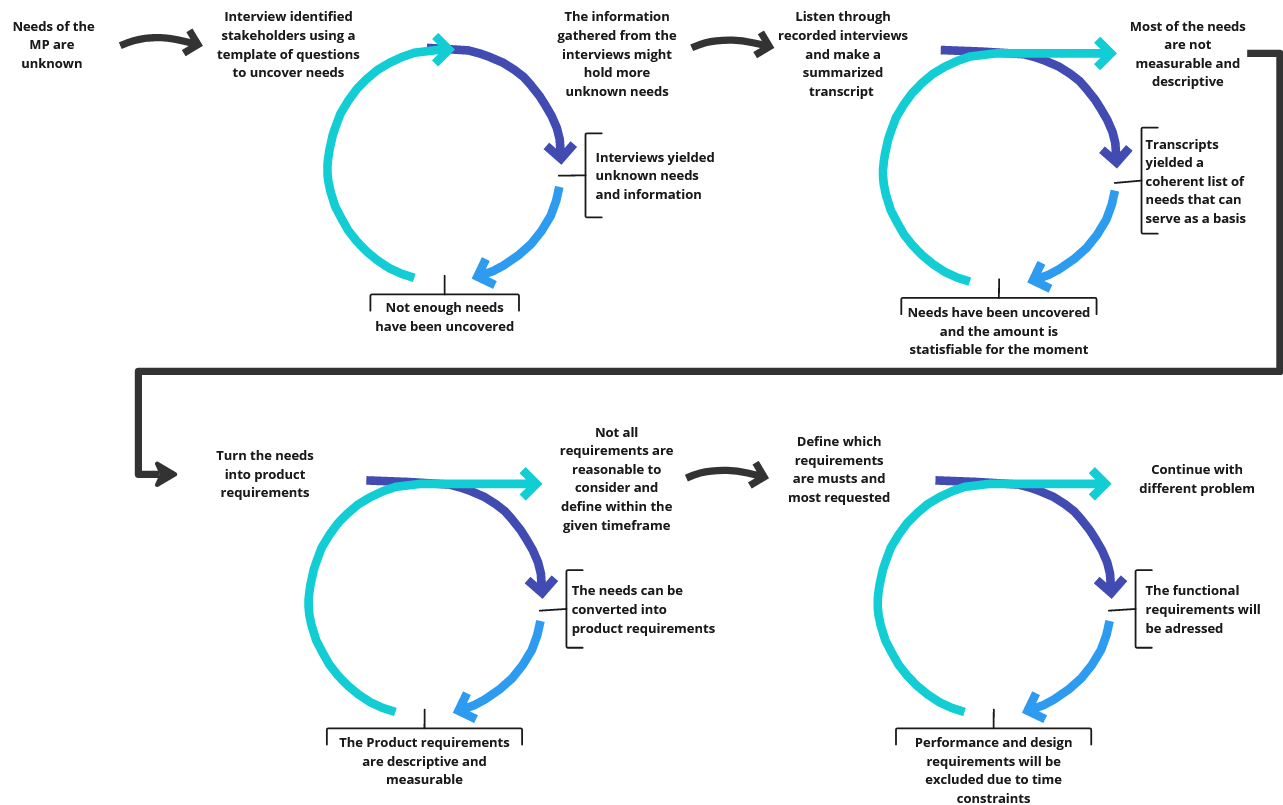 Needs of the
MP are
unknown
Interview identified
stakeholders using a
template of questions
to uncover needs
The information
gathered from the
interviews might
hold more
unknown needs
Listen through
recorded interviews
and make a
summarized
transcript
Most of the needs
are not
measurable and
descriptive
Interviews yielded
unknown needs
and information
Transcripts
yielded a
coherent list of
needs that can
serve as a basis
Not enough needs
have been uncovered
Needs have been uncovered
and the amount is
statisfiable for the moment
Turn the needs
into product
requirements
Not all
requirements are
reasonable to
consider and
define within the
given timeframe
Define which
requirements
are musts and
most requested
Continue with
different problem
The needs can be
converted into
product requirements
The functional
requirements will
be adressed
The Product requirements
are descriptive and
measurable
Performance and design
requirements will be
excluded due to time
constraints